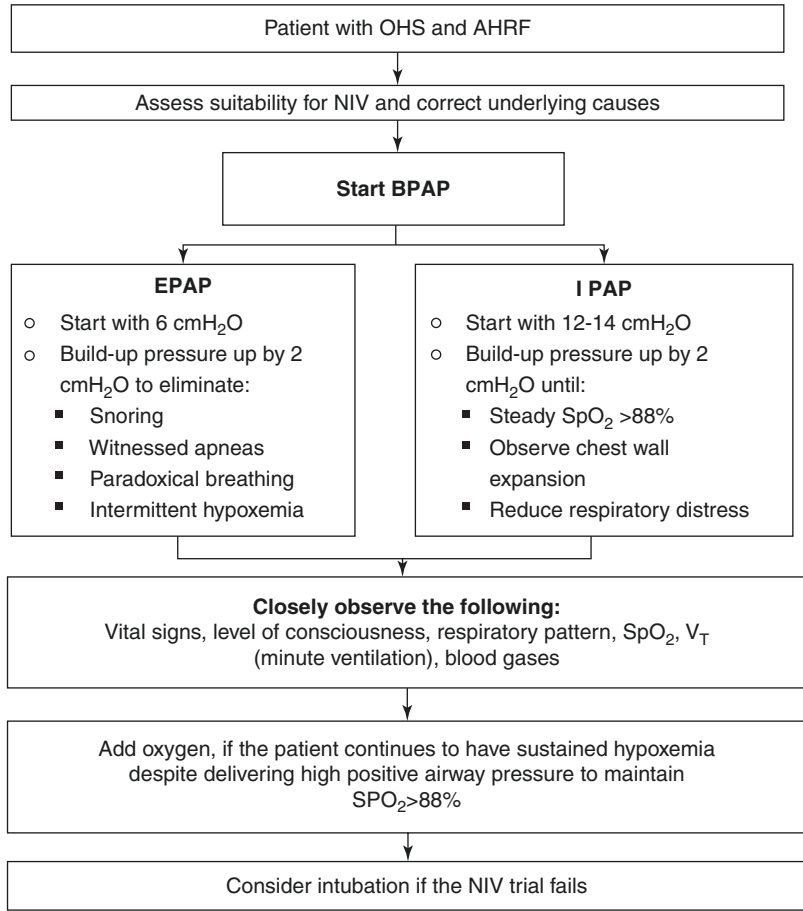 Patient with OHS and AHRF
Assess suitability for NIV and correct underlying causes
Start BPAP
EPAP
○ Start with 6 cmH₂O
○ Build-up pressure up by 2
cmH₂O to eliminate:
▪ Snoring
▪ Witnessed apneas
▪ Paradoxical breathing
▪ Intermittent hypoxemia
I PAP
○ Start with 12-14 cmH₂O
○ Build-up pressure up by 2
cmH₂O until:
▪ Steady SpO₂ >88%
▪ Observe chest wall
expansion
▪ Reduce respiratory distress
Closely observe the following:
Vital signs, level of consciousness, respiratory pattern, SpO₂, V_T
(minute ventilation), blood gases
Add oxygen, if the patient continues to have sustained hypoxemia
despite delivering high positive airway pressure to maintain
SPO₂>88%
Consider intubation if the NIV trial fails